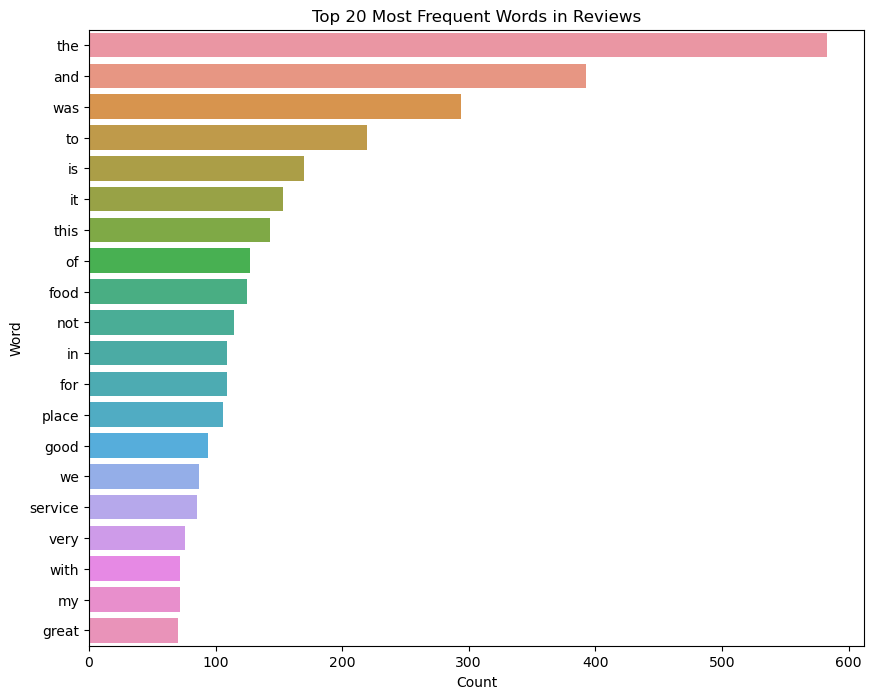 Top 20 Most Frequent Words in Reviews
the
and
was
to
is
it
this
of
food
not
in
for
place
good
we
service
very
with
my
great
Word
0 100 200 300 400 500 600
Count